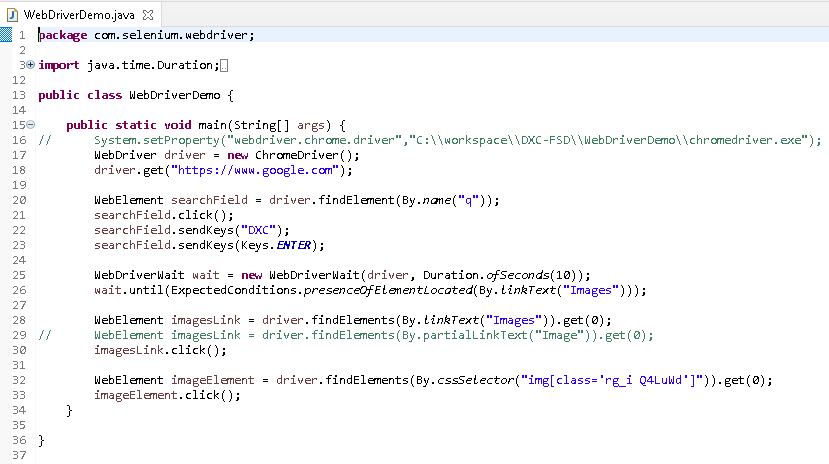 WebDriverDemo.java
1 package com.selenium.webdriver;
2
3 import java.time.Duration;
12
13 public class WebDriverDemo {
14
15     public static void main(String[] args) {
16 //      System.setProperty("webdriver.chrome.driver","C:\\workspace\\DXC-FSD\\WebDriverDemo\\chromedriver.exe");
17         WebDriver driver = new ChromeDriver();
18         driver.get("https://www.google.com");
19
20         WebElement searchField = driver.findElement(By.name("q"));
21         searchField.click();
22         searchField.sendKeys("DXC");
23         searchField.sendKeys(Keys.ENTER);
24
25         WebDriverWait wait = new WebDriverWait(driver, Duration.ofSeconds(10));
26         wait.until(ExpectedConditions.presenceOfElementLocated(By.linkText("Images")));
27
28         WebElement imagesLink = driver.findElements(By.linkText("Images")).get(0);
29 //      WebElement imagesLink = driver.findElements(By.partialLinkText("Image")).get(0);
30         imagesLink.click();
31
32         WebElement imageElement = driver.findElements(By.cssSelector("img[class='rg_i Q4LuWd']")).get(0);
33         imageElement.click();
34     }
35
36 }
37